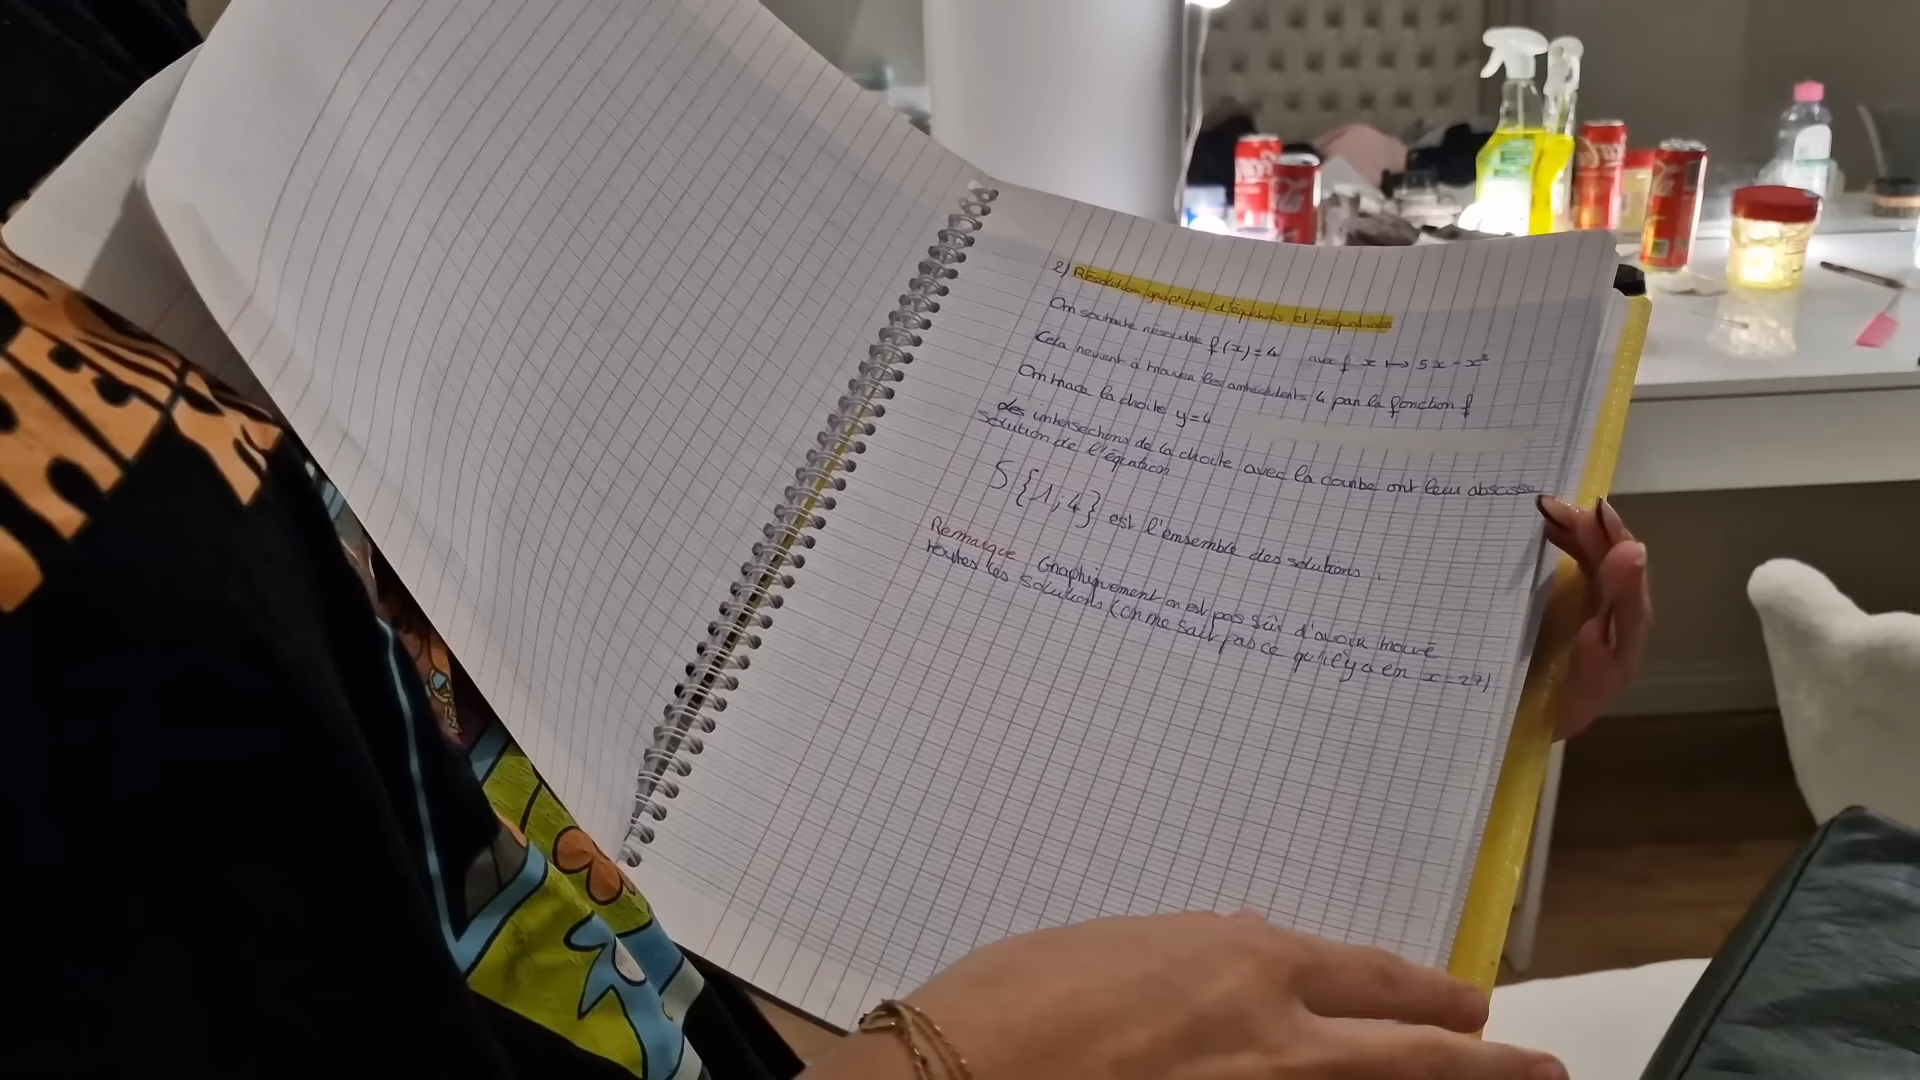 2) Résolution graphique d'équations et inéquations
On souhaite résoudre f(x)=4 avec f x ↦ 5x - x²
Cela revient à trouver les antécédents 4 par la fonction f
On trace la droite y=4
des intersections de la droite avec la courbe ont leur abscisse
solution de l'équation
S{1;4} est l'ensemble des solutions.
Remarque Graphiquement on est pas sûr d'avoir trouvé
toutes les solutions (on ne sait pas ce qu'il y a en x=27)